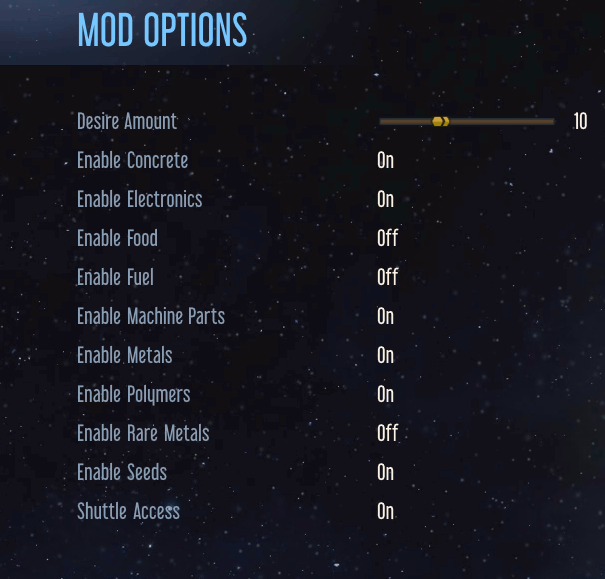 MOD OPTIONS
Desire Amount 10
Enable Concrete On
Enable Electronics On
Enable Food Off
Enable Fuel Off
Enable Machine Parts On
Enable Metals On
Enable Polymers On
Enable Rare Metals Off
Enable Seeds On
Shuttle Access On